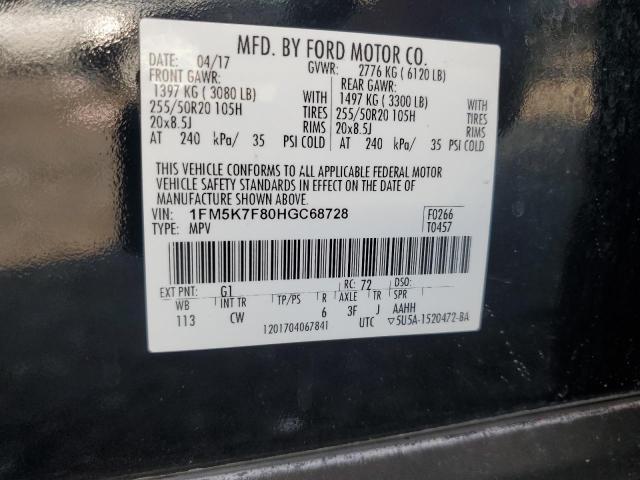 MFD. BY FORD MOTOR CO.
DATE: 04/17 GVWR: 2776 KG ( 6120 LB)
FRONT GAWR: REAR GAWR:
1397 KG ( 3080 LB) WITH 1497 KG ( 3300 LB) WITH
255/50R20 105H TIRES 255/50R20 105H TIRES
20x8.5J RIMS 20x8.5J RIMS
AT 240 kPa/ 35 PSI COLD AT 240 kPa/ 35 PSI COLD
THIS VEHICLE CONFORMS TO ALL APPLICABLE FEDERAL MOTOR
VEHICLE SAFETY STANDARDS IN EFFECT ON THE DATE OF
MANUFACTURE SHOWN ABOVE.
VIN: 1FM5K7F80HGC68728 F0266
TYPE: MPV T0457
EXT PNT: G1 RC: 72 DSO:
WB INT TR TP/PS R AXLE TR SPR
113 CW 6 3F J AAHH
1201704067841 UTC ▽5U5A-1520472-BA